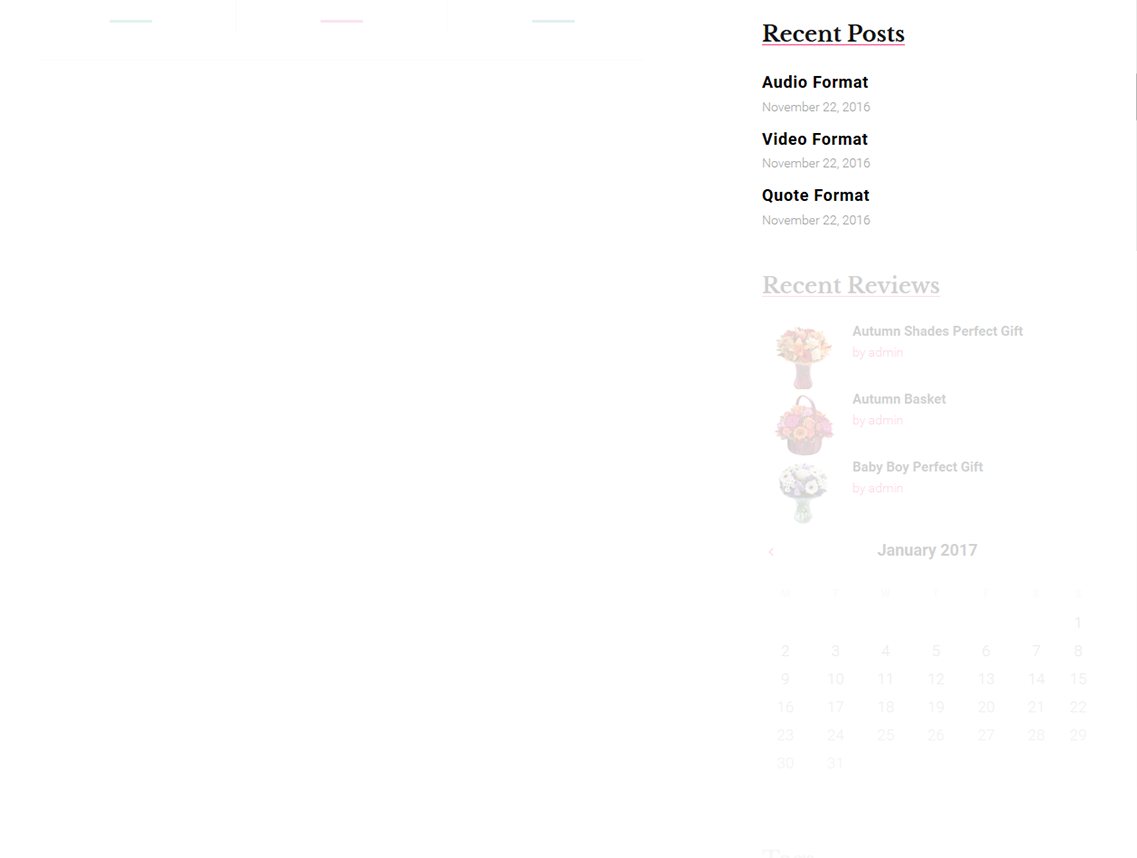 Recent Posts
Audio Format
November 22, 2016
Video Format
November 22, 2016
Quote Format
November 22, 2016
Recent Reviews
Autumn Shades Perfect Gift
by admin
Autumn Basket
by admin
Baby Boy Perfect Gift
by admin
‹ January 2017
M T W T F S S
1
2 3 4 5 6 7 8
9 10 11 12 13 14 15
16 17 18 19 20 21 22
23 24 25 26 27 28 29
30 31